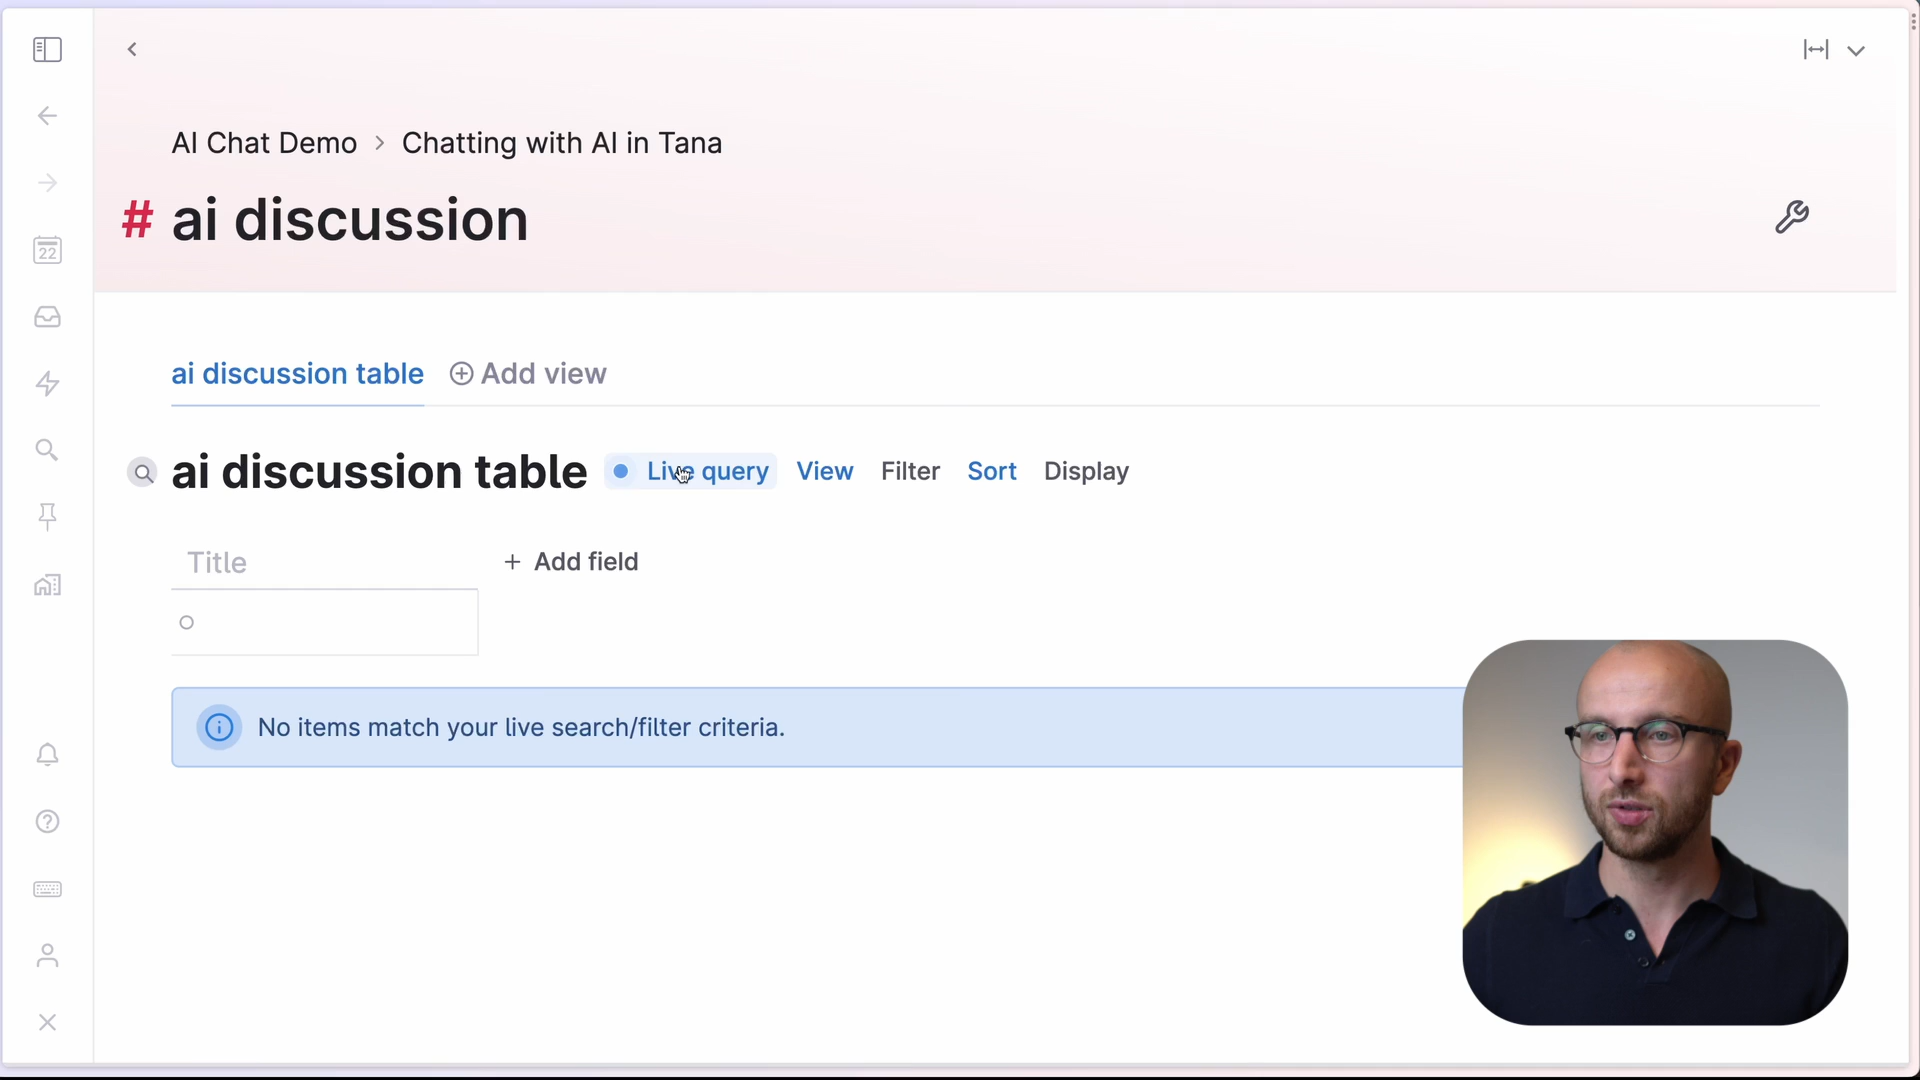 AI Chat Demo > Chatting with AI in Tana
# ai discussion
22
ai discussion table Add view
ai discussion table Live query View Filter Sort Display
Title + Add field
No items match your live search/filter criteria.